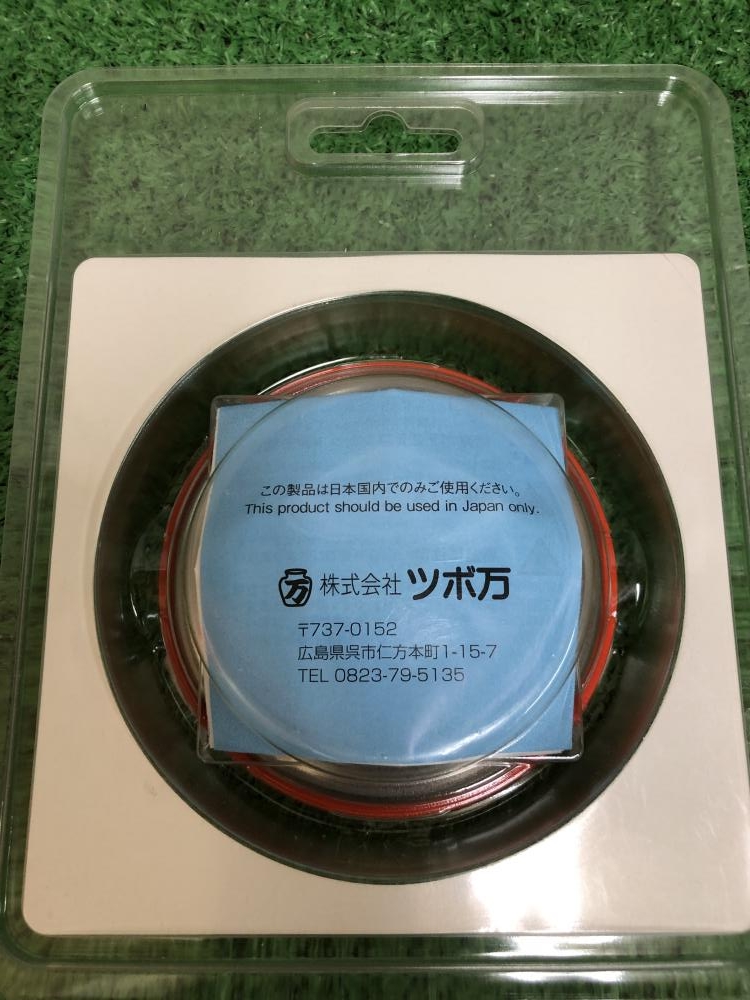 この製品は日本国内でのみご使用ください。
This product should be used in Japan only.
万 株式会社 ツボ万
〒737-0152
広島県呉市仁方本町1-15-7
TEL 0823-79-5135